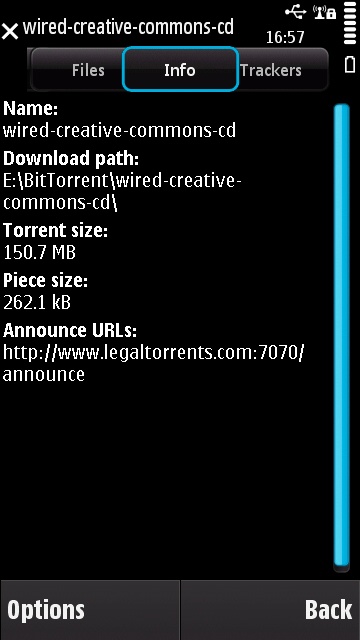 wired-creative-commons-cd
16:57
Files Info Trackers
Name:
wired-creative-commons-cd
Download path:
E:\BitTorrent\wired-creative-
commons-cd\
Torrent size:
150.7 MB
Piece size:
262.1 kB
Announce URLs:
http://www.legaltorrents.com:7070/
announce
Options Back